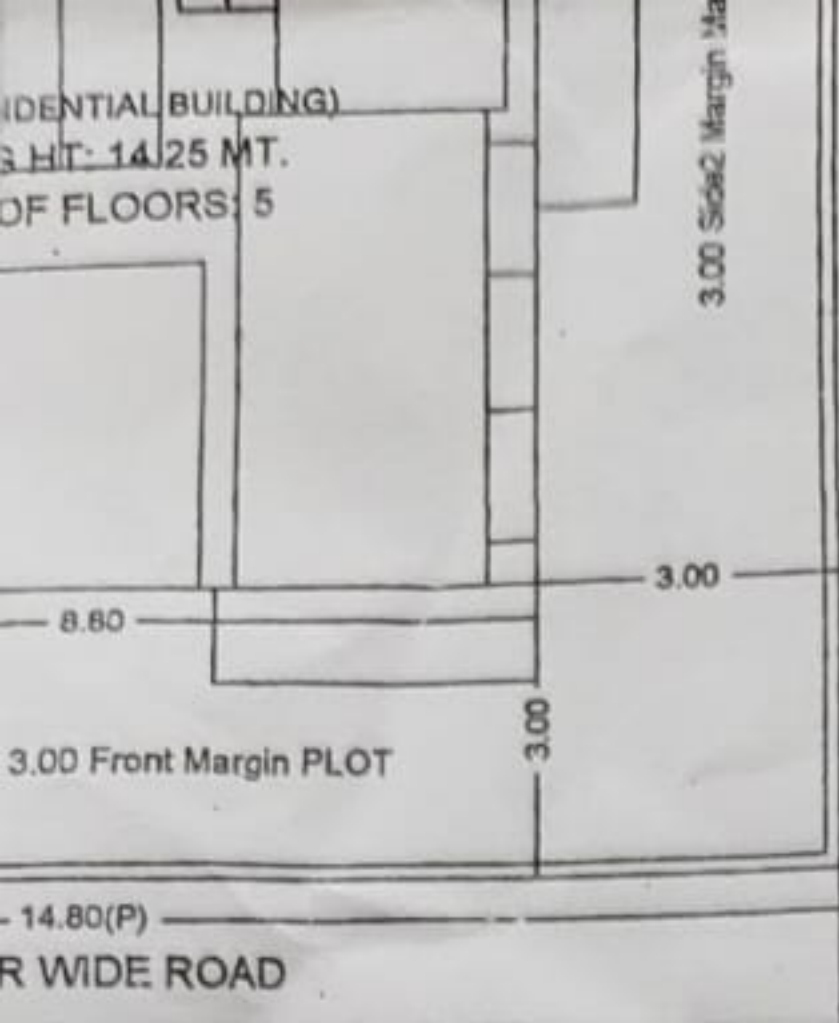 IDENTIAL BUILDING)
G HT: 14.25 MT.
OF FLOORS: 5
3.00 Side2 Margin Ma
3.00
8.80
3.00
3.00 Front Margin PLOT
14.80(P)
R WIDE ROAD